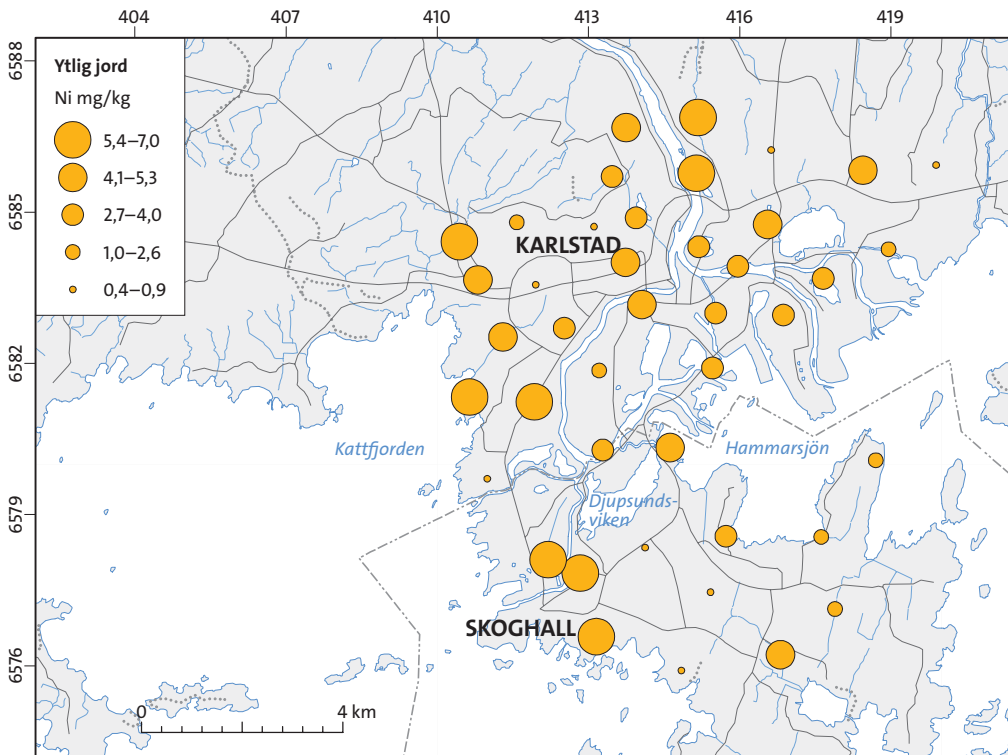 404 407 410 413 416 419
6588
6585
6582
6579
6576
Ytlig jord
Ni mg/kg
5,4–7,0
4,1–5,3
2,7–4,0
1,0–2,6
0,4–0,9
KARLSTAD
Kattfjorden
Hammarsjön
Djupsunds-
viken
SKOGHALL
0 4 km